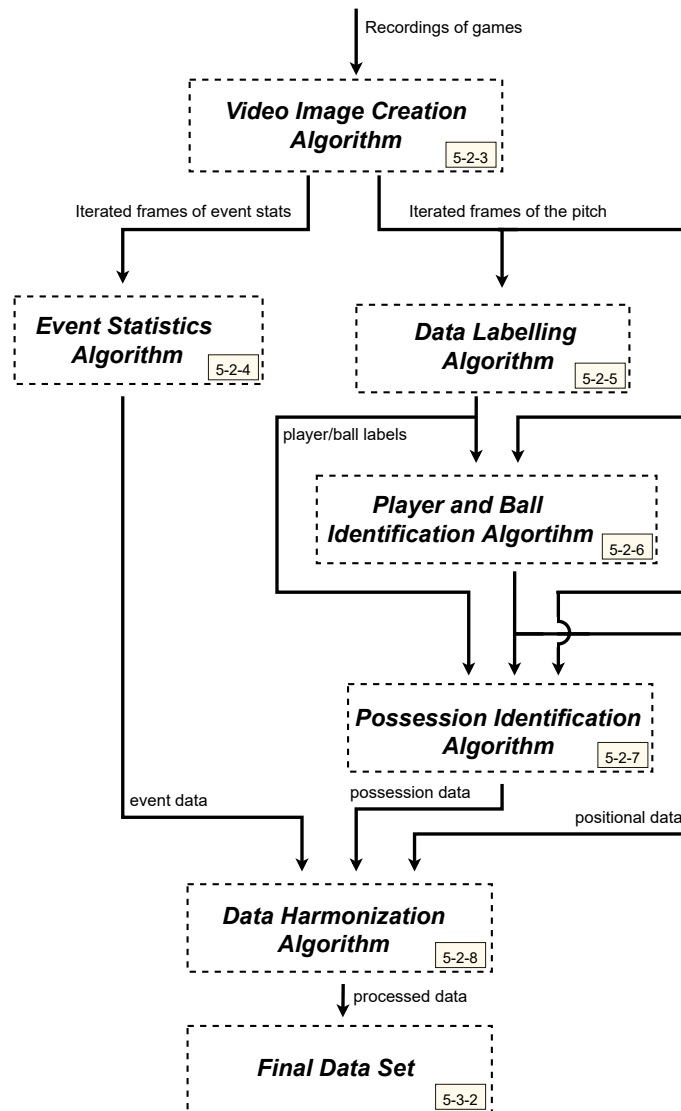 Recordings of games
Video Image Creation
Algorithm
5-2-3
Iterated frames of event stats
Iterated frames of the pitch
Event Statistics
Algorithm
5-2-4
Data Labelling
Algorithm
5-2-5
player/ball labels
Player and Ball
Identification Algortihm
5-2-6
Possession Identification
Algorithm
5-2-7
event data
possession data
positional data
Data Harmonization
Algorithm
5-2-8
processed data
Final Data Set
5-3-2